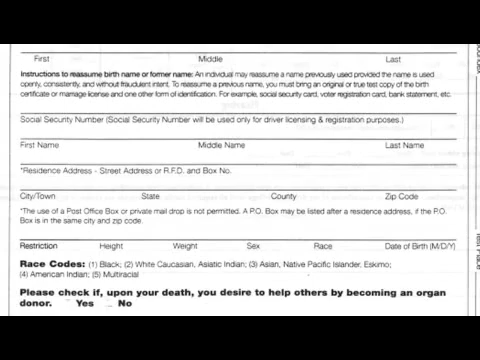 First Middle Last
Instructions to reassume birth name or former name: An individual may reassume a name previously used provided the name is used
openly, consistently, and without fraudulent intent. To reassume a previous name, you must bring an original or true test copy of the birth
certificate or marriage license and one other form of identification. For example, social security card, voter registration card, bank statement, etc.
Social Security Number (Social Security Number will be used only for driver licensing & registration purposes.)
First Name Middle Name Last Name
*Residence Address - Street Address or R.F.D. and Box No.
City/Town State County Zip Code
*The use of a Post Office Box or private mail drop is not permitted. A P.O. Box may be listed after a residence address, if the P.O.
Box is in the same city and zip code.
Restriction Height Weight Sex Race Date of Birth (M/D/Y)
Race Codes: (1) Black; (2) White Caucasian, Asiatic Indian; (3) Asian, Native Pacific Islander, Eskimo;
(4) American Indian; (5) Multiracial
Please check if, upon your death, you desire to help others by becoming an organ
donor. Yes No